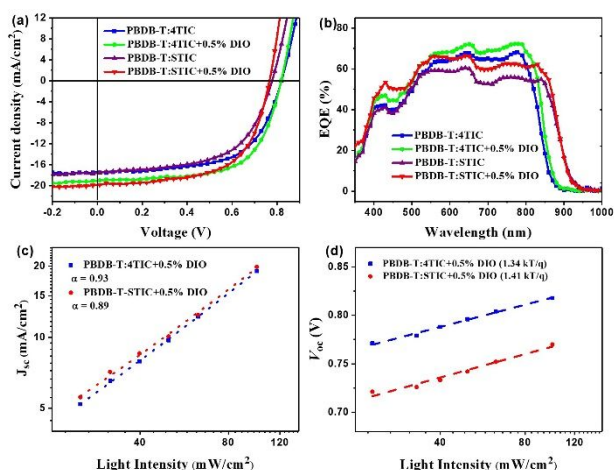 (a)
PBDB-T:4TIC
PBDB-T:4TIC+0.5% DIO
PBDB-T:STIC
PBDB-T:STIC+0.5% DIO
Current density (mA/cm²)
12
8
4
0
-4
-8
-12
-16
-20
-0.2 0.0 0.2 0.4 0.6 0.8
Voltage (V)
(b)
EQE (%)
100
80
60
40
20
0
PBDB-T:4TIC
PBDB-T:4TIC+0.5% DIO
PBDB-T:STIC
PBDB-T:STIC+0.5% DIO
400 500 600 700 800 900 1000
Wavelength (nm)
(c)
PBDB-T:4TIC+0.5% DIO
α = 0.93
PBDB-T-STIC+0.5% DIO
α = 0.89
Jsc (mA/cm²)
20
10
5
40 80 120
Light Intensity (mW/cm²)
(d)
PBDB-T:4TIC+0.5% DIO (1.34 kT/q)
PBDB-T:STIC+0.5% DIO (1.41 kT/q)
Voc (V)
0.85
0.80
0.75
0.70
40 80 120
Light Intensity (mW/cm²)